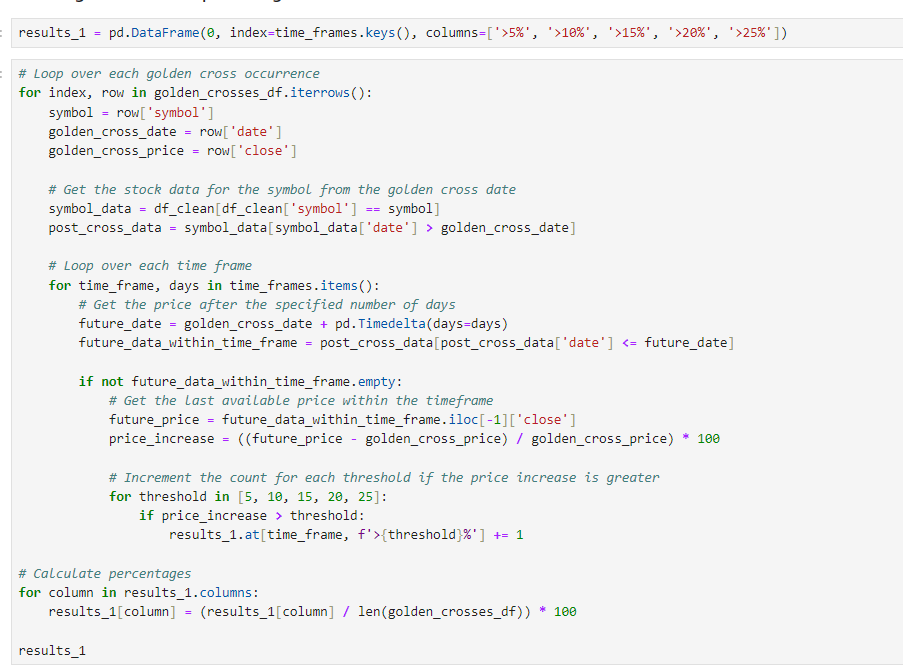 results_1 = pd.DataFrame(0, index=time_frames.keys(), columns=['>5%', '>10%', '>15%', '>20%', '>25%'])
# Loop over each golden cross occurrence
for index, row in golden_crosses_df.iterrows():
    symbol = row['symbol']
    golden_cross_date = row['date']
    golden_cross_price = row['close']

    # Get the stock data for the symbol from the golden cross date
    symbol_data = df_clean[df_clean['symbol'] == symbol]
    post_cross_data = symbol_data[symbol_data['date'] > golden_cross_date]

    # Loop over each time frame
    for time_frame, days in time_frames.items():
        # Get the price after the specified number of days
        future_date = golden_cross_date + pd.Timedelta(days=days)
        future_data_within_time_frame = post_cross_data[post_cross_data['date'] <= future_date]

        if not future_data_within_time_frame.empty:
            # Get the last available price within the timeframe
            future_price = future_data_within_time_frame.iloc[-1]['close']
            price_increase = ((future_price - golden_cross_price) / golden_cross_price) * 100

            # Increment the count for each threshold if the price increase is greater
            for threshold in [5, 10, 15, 20, 25]:
                if price_increase > threshold:
                    results_1.at[time_frame, f'>{threshold}%'] += 1

# Calculate percentages
for column in results_1.columns:
    results_1[column] = (results_1[column] / len(golden_crosses_df)) * 100

results_1